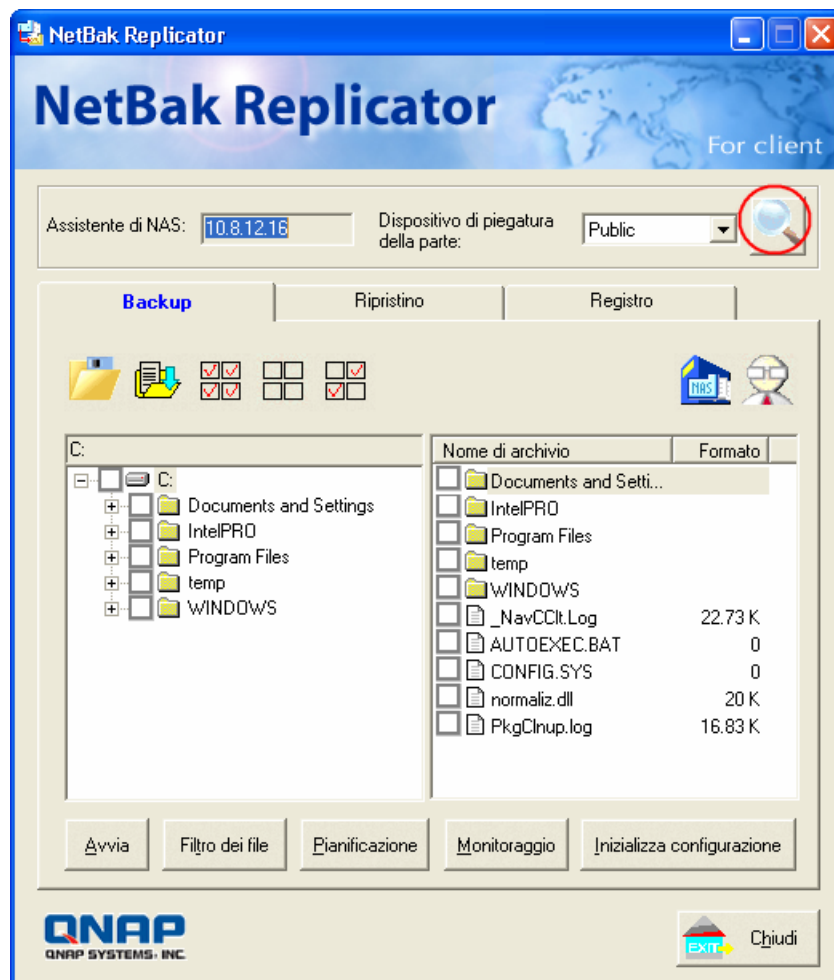 NetBak Replicator
NetBak Replicator
For client
Assistente di NAS: 10.8.12.16 Dispositivo di piegatura della parte: Public
Backup Ripristino Registro
NAS
C:
C:
Documents and Settings
IntelPRO
Program Files
temp
WINDOWS
Nome di archivio Formato
Documents and Setti...
IntelPRO
Program Files
temp
WINDOWS
_NavCClt.Log 22.73 K
AUTOEXEC.BAT 0
CONFIG.SYS 0
normaliz.dll 20 K
PkgClnup.log 16.83 K
Avvia Filtro dei file Pianificazione Monitoraggio Inizializza configurazione
QNAP
QNAP SYSTEMS, INC.
EXIT Chiudi